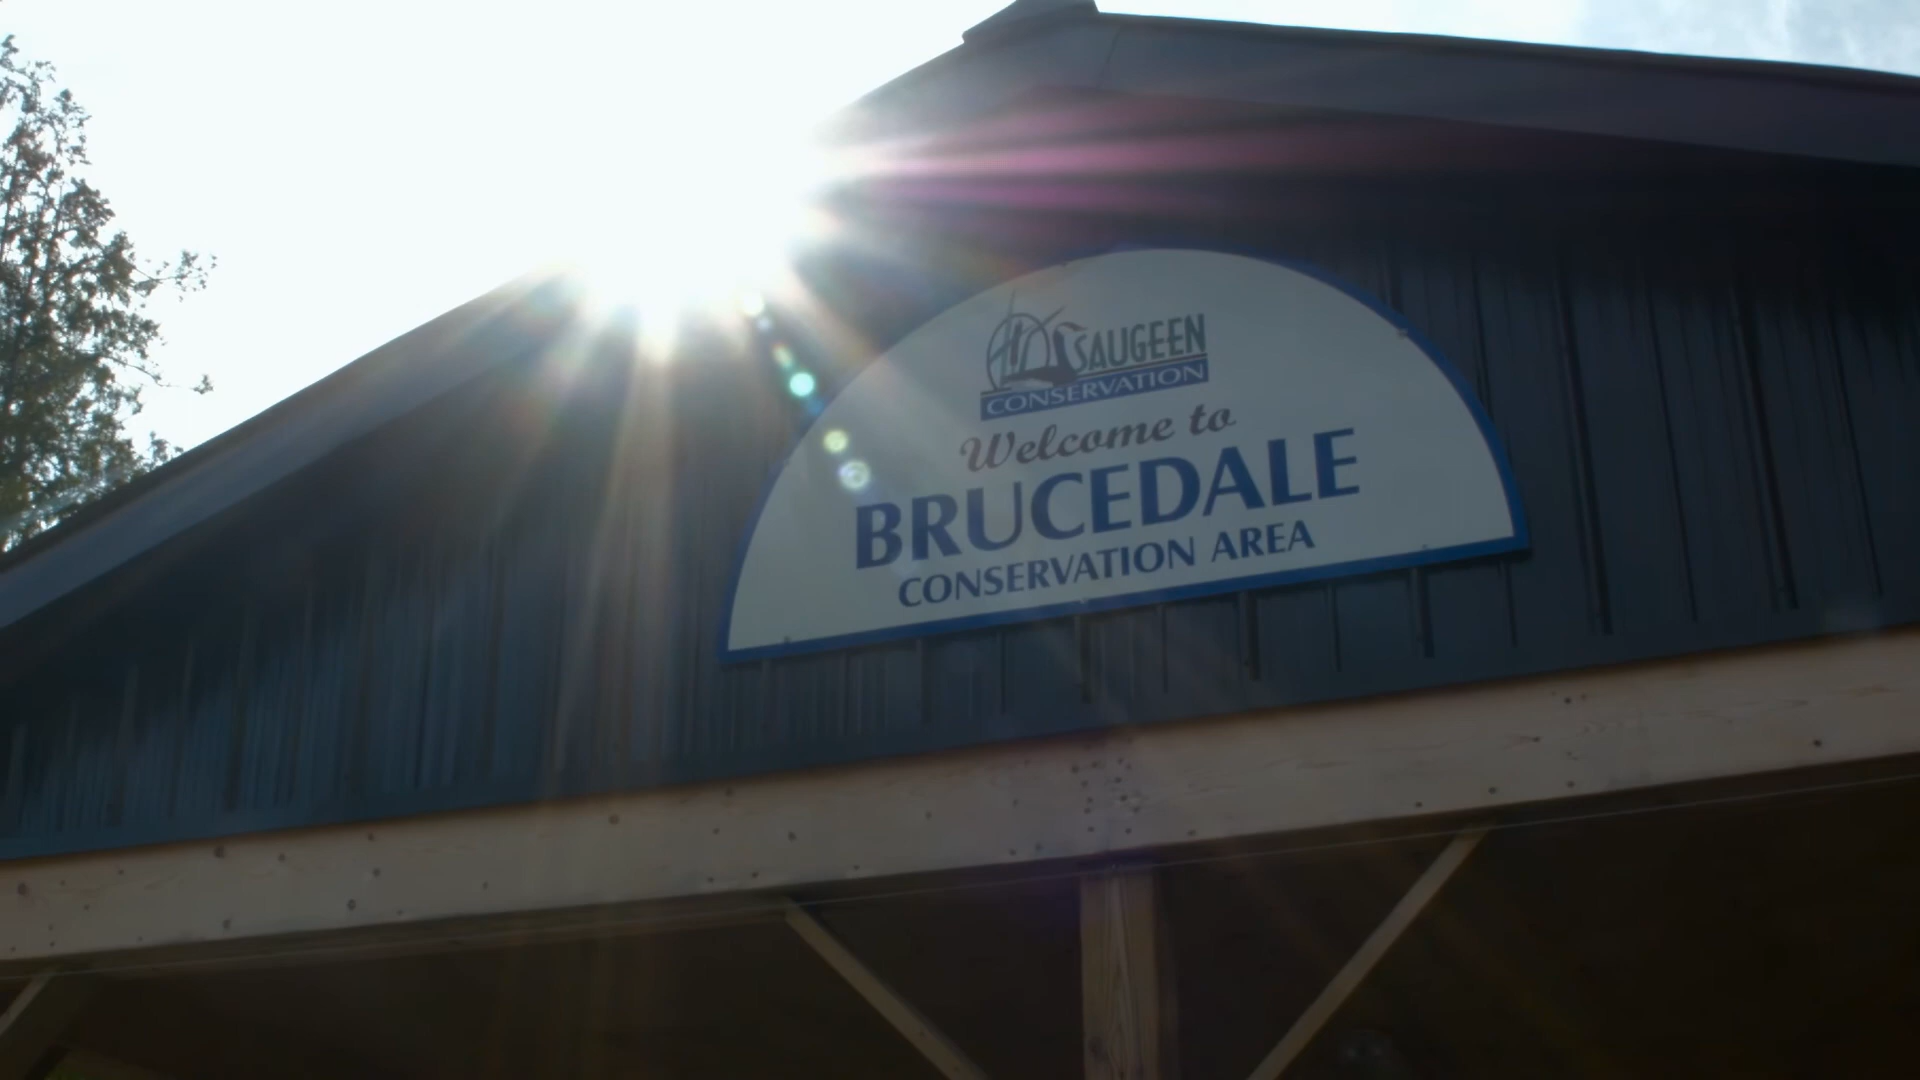 SAUGEEN
CONSERVATION
Welcome to
BRUCEDALE
CONSERVATION AREA